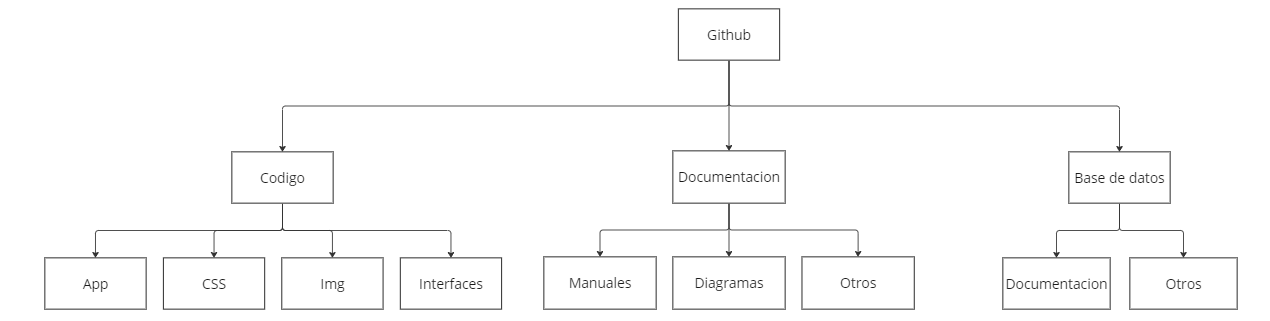 Github
Codigo
Documentacion
Base de datos
App
CSS
Img
Interfaces
Manuales
Diagramas
Otros
Documentacion
Otros